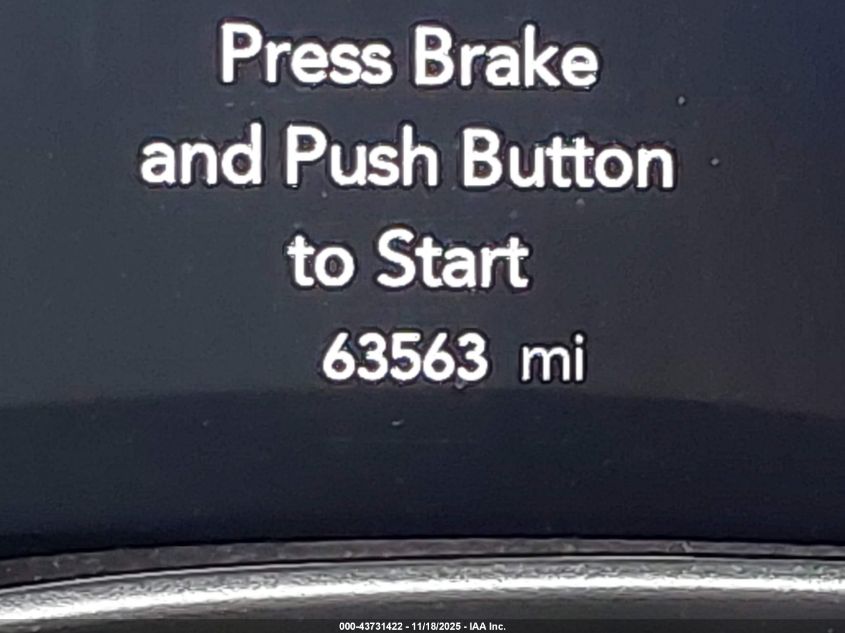 Press Brake
and Push Button
to Start
63563 mi
000-43731422 - 11/18/2025 - IAA Inc.